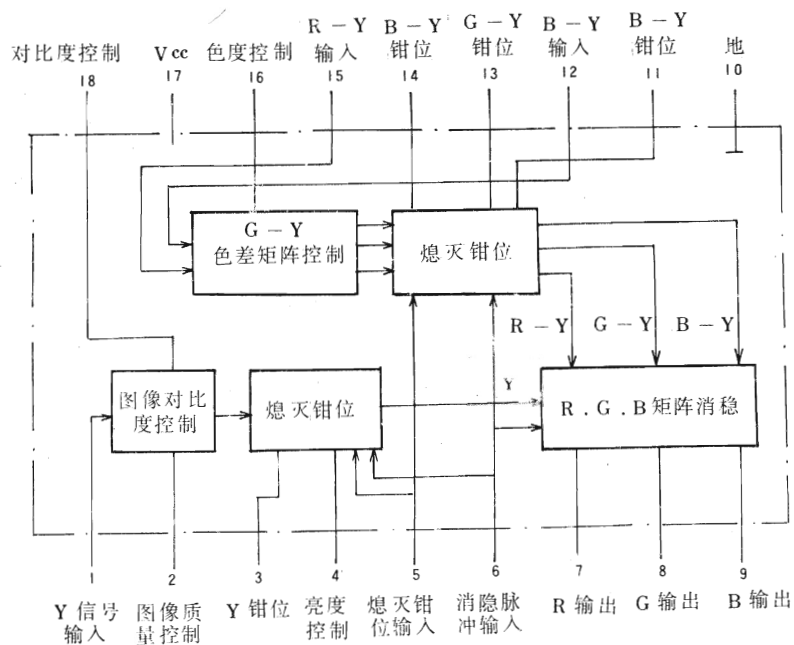 对比度控制
18
Vcc
17
色度控制
16
R－Y
输入
15
B－Y
钳位
14
G－Y
钳位
13
B－Y
输入
12
B－Y
钳位
11
地
10
G－Y
色差矩阵控制
熄灭钳位
R－Y
G－Y
B－Y
图像对比
度控制
熄灭钳位
Y
R.G.B矩阵消稳
1
Y信号
输入
2
图像质
量控制
3
Y钳位
4
亮度
控制
5
熄灭钳
位输入
6
消隐脉
冲输入
7
R输出
8
G输出
9
B输出